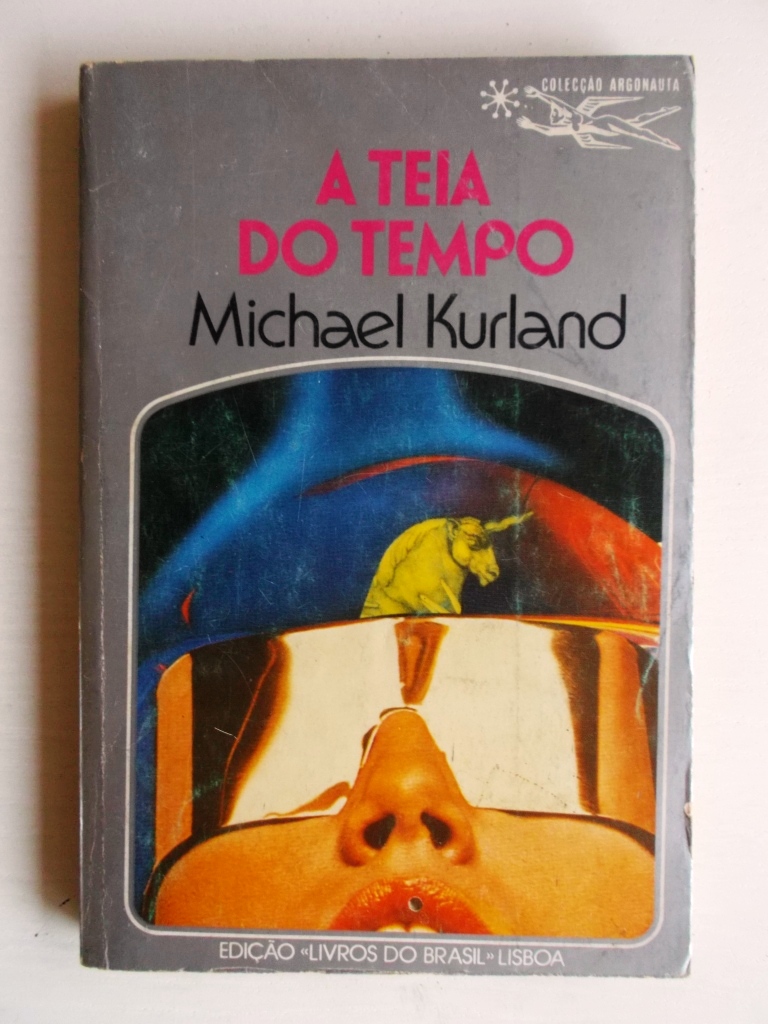 COLECÇÃO ARGONAUTA
A TEIA
DO TEMPO
Michael Kurland
EDIÇÃO «LIVROS DO BRASIL» LISBOA